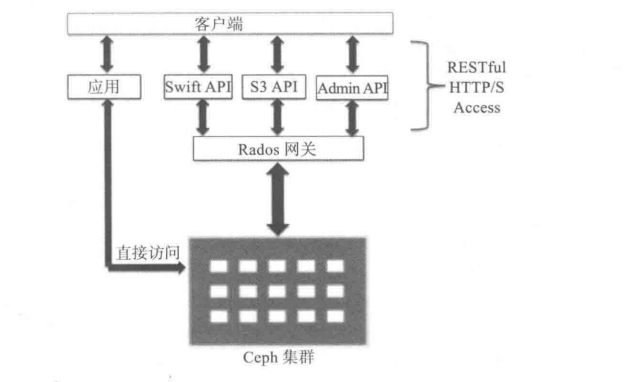 客户端
应用
Swift API
S3 API
Admin API
RESTful
HTTP/S
Access
Rados 网关
直接访问
Ceph 集群